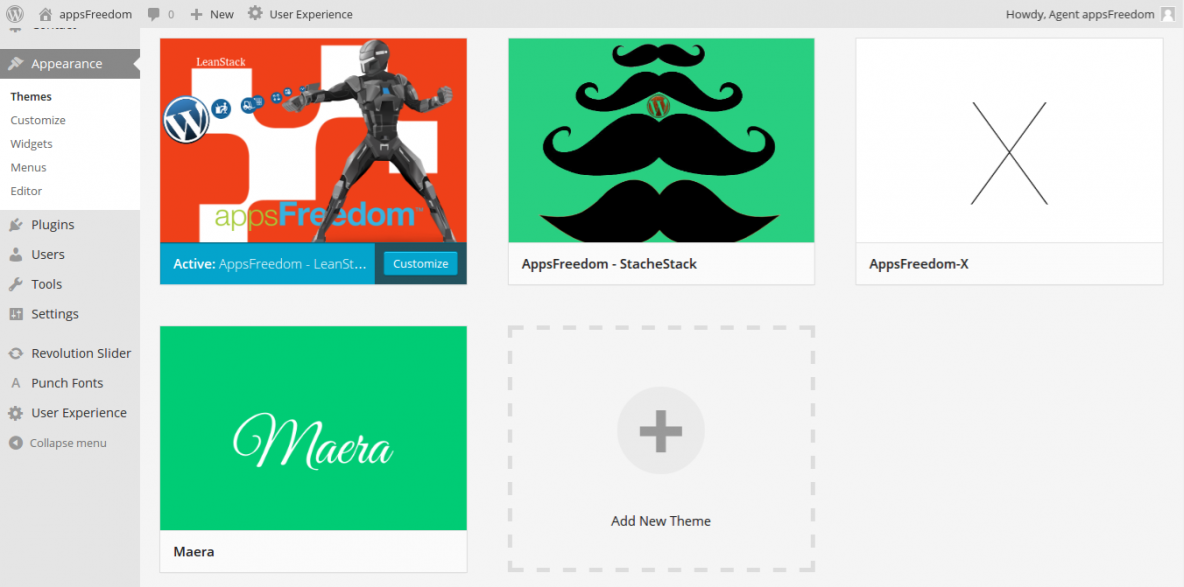 appsFreedom 0 New User Experience Howdy, Agent appsFreedom
Contact
Appearance
Themes
Customize
Widgets
Menus
Editor
Plugins
Users
Tools
Settings
Revolution Slider
A Punch Fonts
User Experience
Collapse menu
LeanStack
appsFreedom™
Active: AppsFreedom - LeanSt... Customize
AppsFreedom - StacheStack
X
AppsFreedom-X
Maera
Maera
Add New Theme